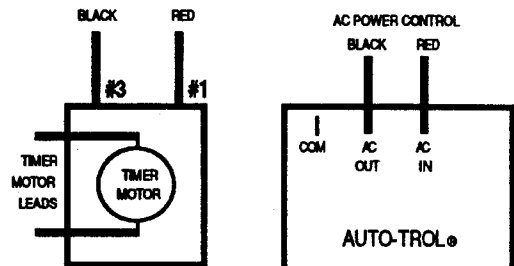 BLACK RED
#3 #1
TIMER
MOTOR
LEADS
TIMER
MOTOR
AC POWER CONTROL
BLACK RED
COM AC OUT AC IN
AUTO-TROL®